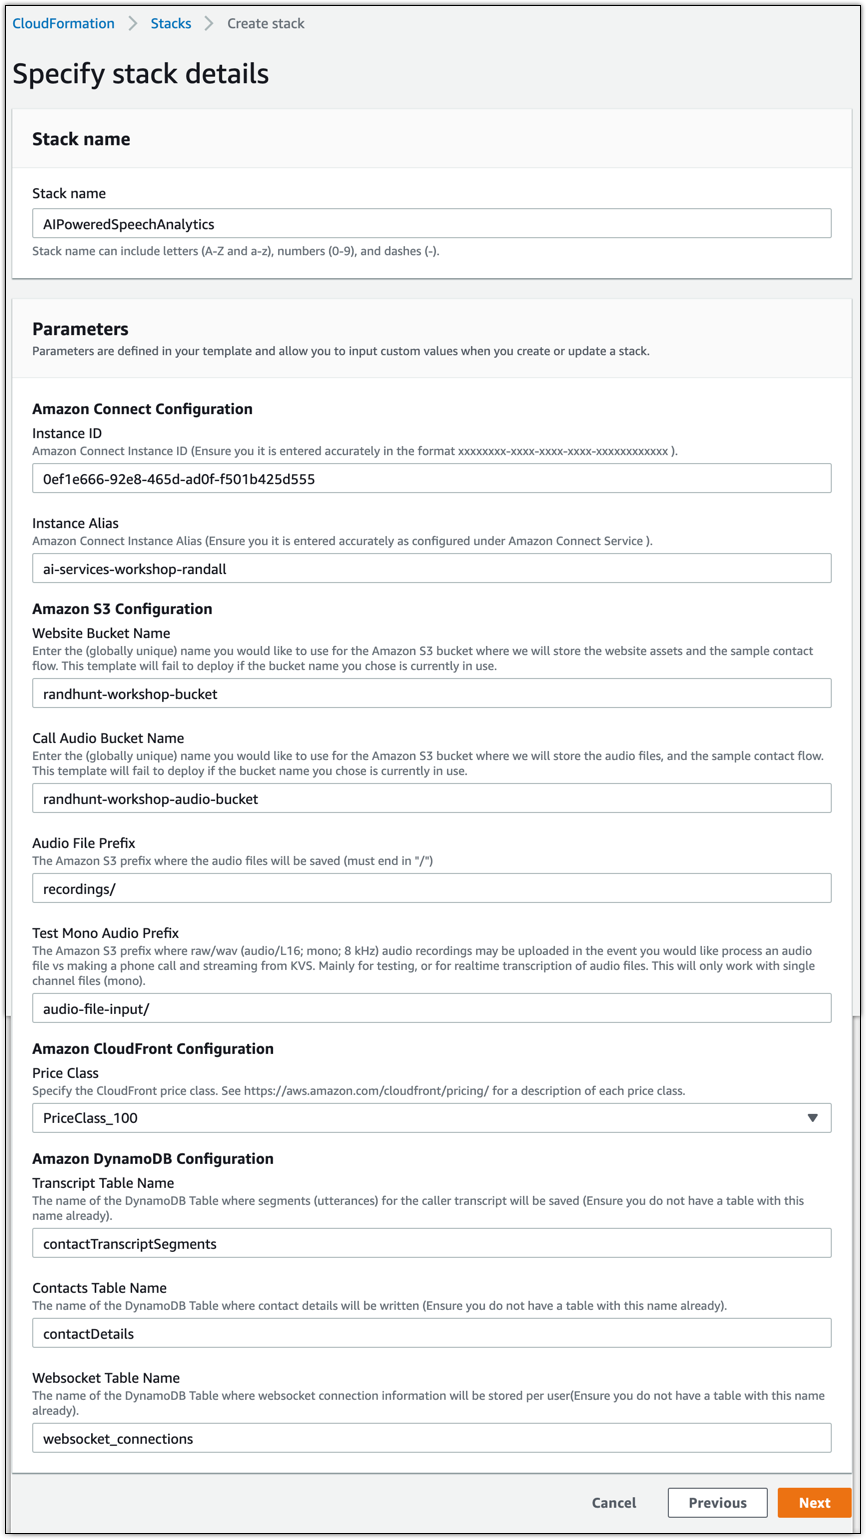 CloudFormation > Stacks > Create stack
Specify stack details
Stack name
Stack name
AIPoweredSpeechAnalytics
Stack name can include letters (A-Z and a-z), numbers (0-9), and dashes (-).
Parameters
Parameters are defined in your template and allow you to input custom values when you create or update a stack.
Amazon Connect Configuration
Instance ID
Amazon Connect Instance ID (Ensure you it is entered accurately in the format xxxxxxxx-xxxx-xxxx-xxxx-xxxxxxxxxxxx ).
0ef1e666-92e8-465d-ad0f-f501b425d555
Instance Alias
Amazon Connect Instance Alias (Ensure you it is entered accurately as configured under Amazon Connect Service ).
ai-services-workshop-randall
Amazon S3 Configuration
Website Bucket Name
Enter the (globally unique) name you would like to use for the Amazon S3 bucket where we will store the website assets and the sample contact
flow. This template will fail to deploy if the bucket name you chose is currently in use.
randhunt-workshop-bucket
Call Audio Bucket Name
Enter the (globally unique) name you would like to use for the Amazon S3 bucket where we will store the audio files, and the sample contact flow.
This template will fail to deploy if the bucket name you chose is currently in use.
randhunt-workshop-audio-bucket
Audio File Prefix
The Amazon S3 prefix where the audio files will be saved (must end in "/")
recordings/
Test Mono Audio Prefix
The Amazon S3 prefix where raw/wav (audio/L16; mono; 8 kHz) audio recordings may be uploaded in the event you would like process an audio
file vs making a phone call and streaming from KVS. Mainly for testing, or for realtime transcription of audio files. This will only work with single
channel files (mono).
audio-file-input/
Amazon CloudFront Configuration
Price Class
Specify the CloudFront price class. See https://aws.amazon.com/cloudfront/pricing/ for a description of each price class.
PriceClass_100
Amazon DynamoDB Configuration
Transcript Table Name
The name of the DynamoDB Table where segments (utterances) for the caller transcript will be saved (Ensure you do not have a table with this
name already).
contactTranscriptSegments
Contacts Table Name
The name of the DynamoDB Table where contact details will be written (Ensure you do not have a table with this name already).
contactDetails
Websocket Table Name
The name of the DynamoDB Table where websocket connection information will be stored per user(Ensure you do not have a table with this name
already).
websocket_connections
Cancel Previous Next